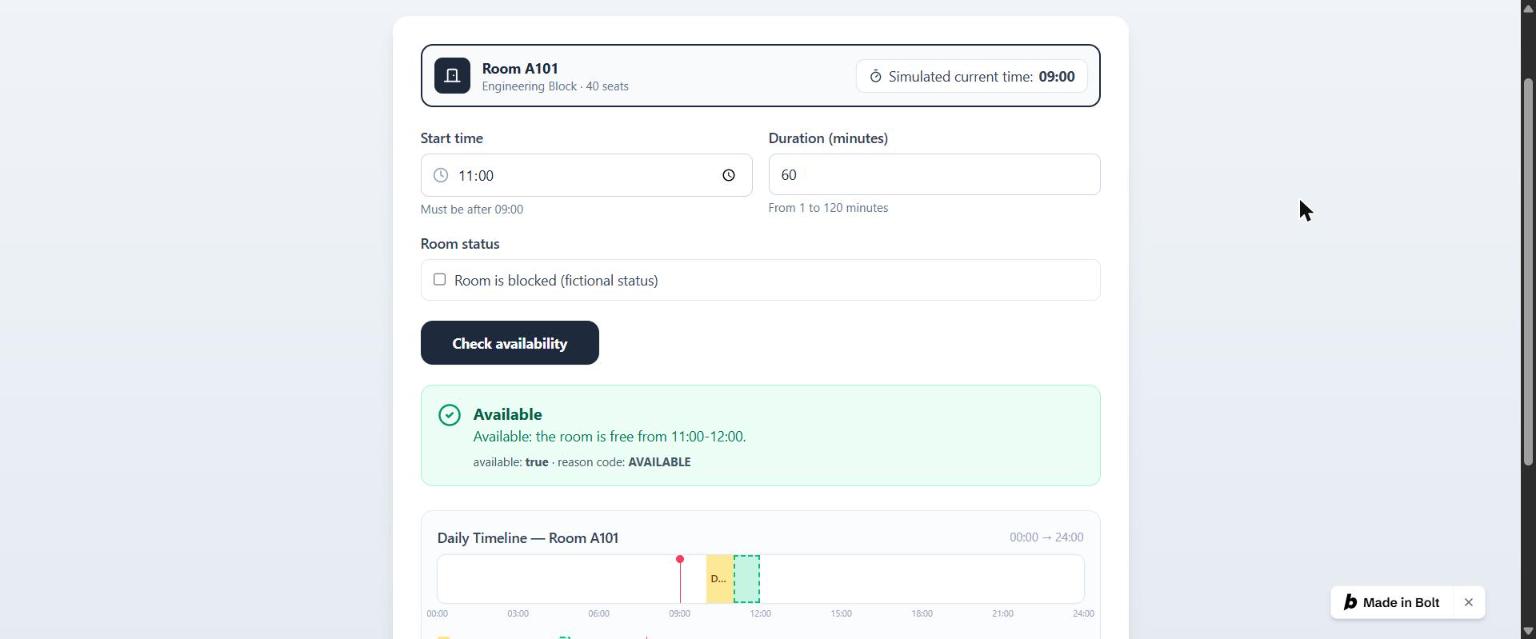 Room A101
Engineering Block · 40 seats
Simulated current time: 09:00
Start time
Duration (minutes)
11:00
60
Must be after 09:00
From 1 to 120 minutes
Room status
Room is blocked (fictional status)
Check availability
Available
Available: the room is free from 11:00-12:00.
available: true · reason code: AVAILABLE
Daily Timeline — Room A101
00:00 → 24:00
D...
00:00 03:00 06:00 09:00 12:00 15:00 18:00 21:00 24:00
b Made in Bolt